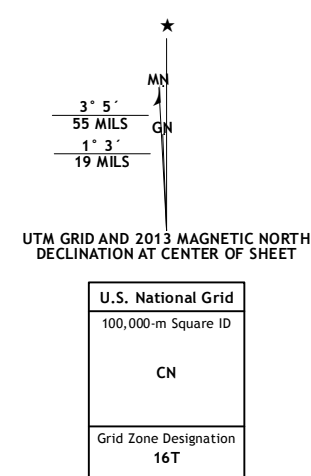 ★
MN
3° 5´
55 MILS
GN
1° 3´
19 MILS
UTM GRID AND 2013 MAGNETIC NORTH
DECLINATION AT CENTER OF SHEET
U.S. National Grid
100,000-m Square ID
CN
Grid Zone Designation
16T